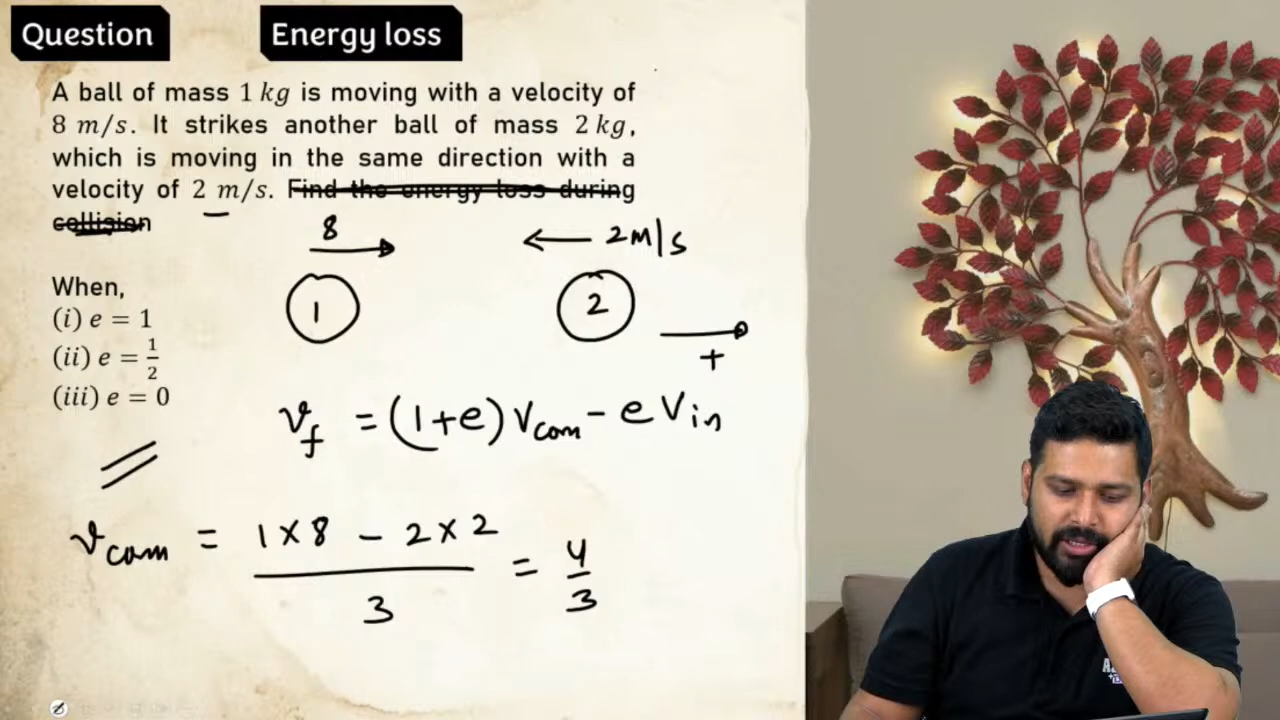 Question
Energy loss
A ball of mass 1 kg is moving with a velocity of
8 m/s. It strikes another ball of mass 2 kg,
which is moving in the same direction with a
velocity of 2 m/s. Find the energy loss during
collision
8
2m/s
When,
(i) e = 1
1
2
(ii) e = 1/2
+
(iii) e = 0
v_f = (1+e) v_com - e v_in
v_com = (1×8 - 2×2)/3 = 4/3